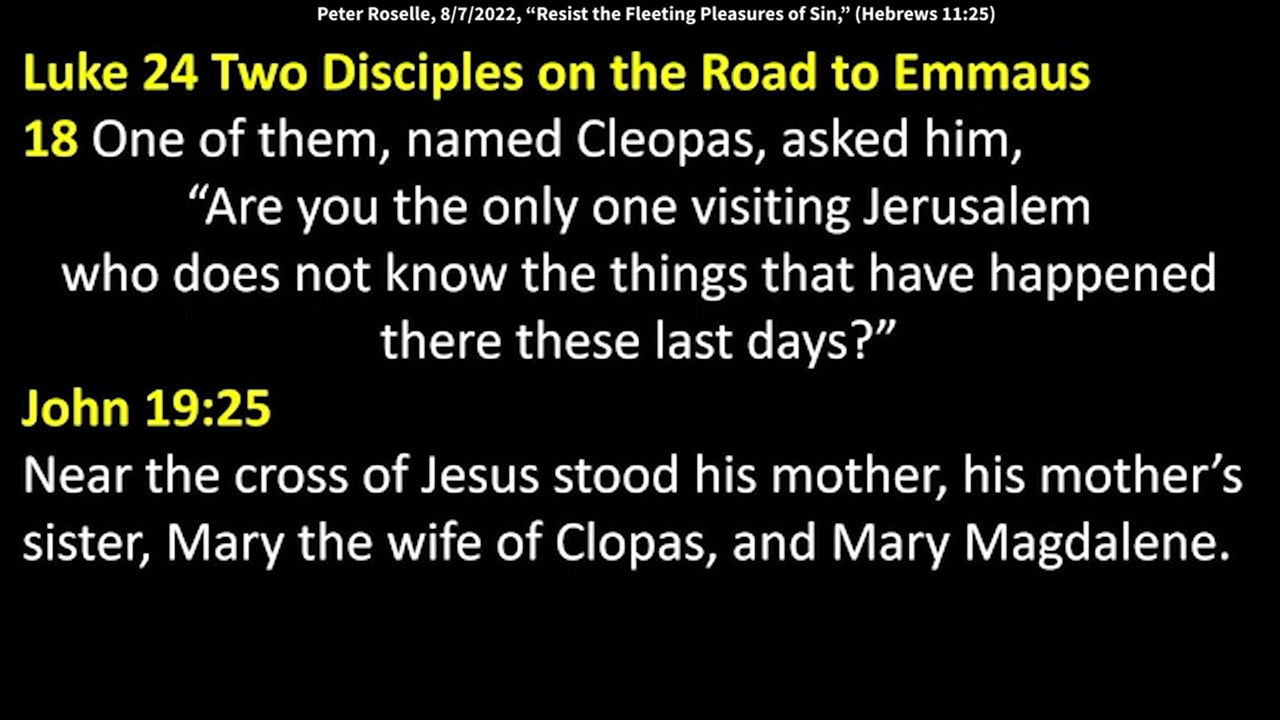 Peter Roselle, 8/7/2022, “Resist the Fleeting Pleasures of Sin,” (Hebrews 11:25)
Luke 24 Two Disciples on the Road to Emmaus
18 One of them, named Cleopas, asked him,
“Are you the only one visiting Jerusalem
who does not know the things that have happened
there these last days?”
John 19:25
Near the cross of Jesus stood his mother, his mother’s
sister, Mary the wife of Clopas, and Mary Magdalene.